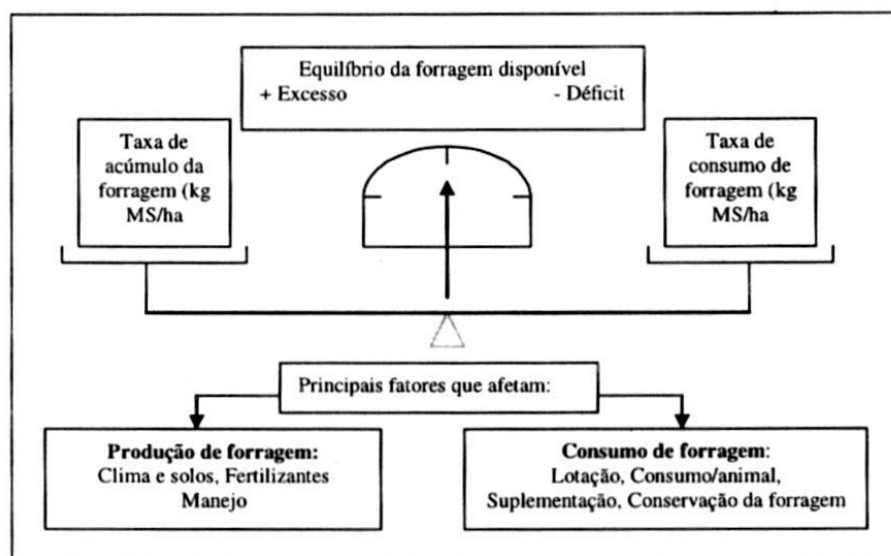 Equilíbrio da forragem disponível
+ Excesso - Déficit
Taxa de
acúmulo da
forragem (kg
MS/ha
Taxa de
consumo de
forragem (kg
MS/ha
Principais fatores que afetam:
Produção de forragem:
Clima e solos, Fertilizantes
Manejo
Consumo de forragem:
Lotação, Consumo/animal,
Suplementação, Conservação da forragem